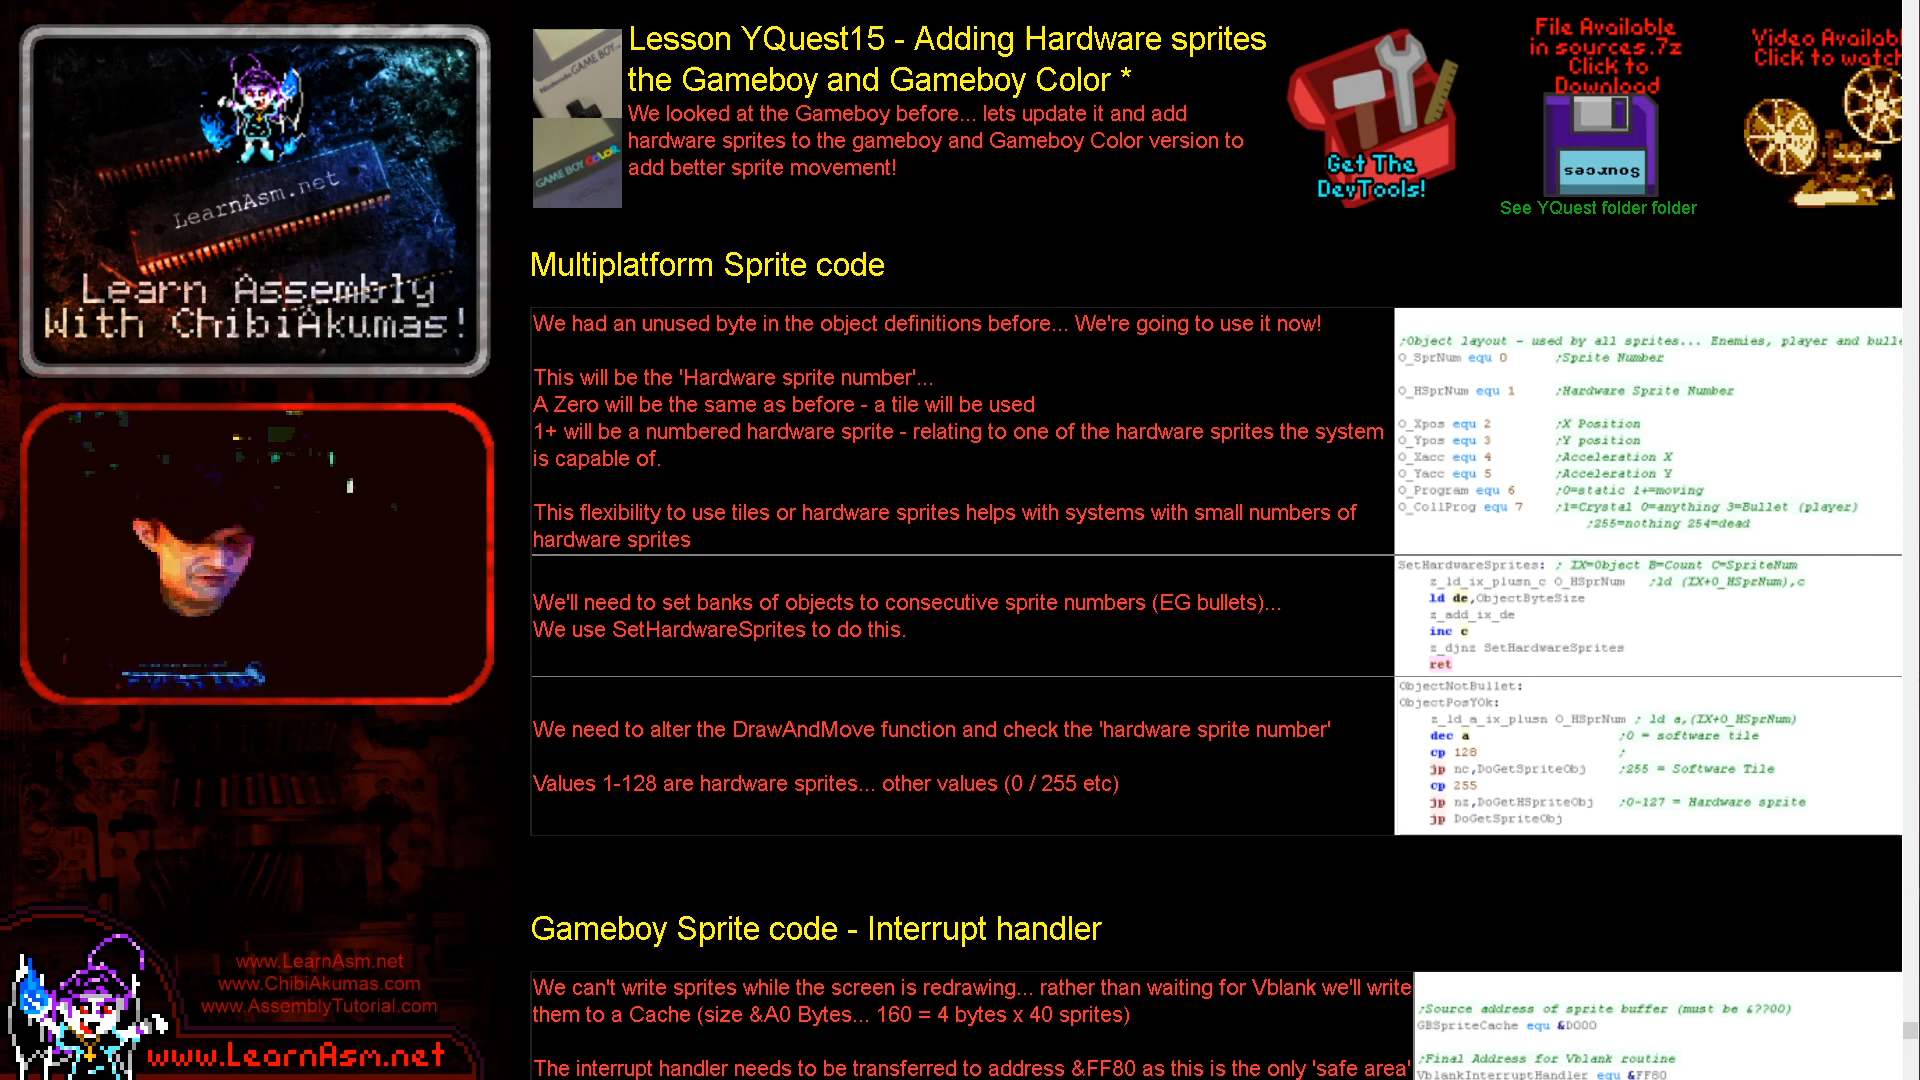 LearnAsm.net
Learn Assembly
With ChibiAkumas!
Lesson YQuest15 - Adding Hardware sprites
the Gameboy and Gameboy Color *
We looked at the Gameboy before... lets update it and add
hardware sprites to the gameboy and Gameboy Color version to
add better sprite movement!
Nintendo GAME BOY
GAME BOY COLOR
Get The
DevTools!
File Available
in sources.7z
Click to
Download
Sources
See YQuest folder folder
Video Availabl
Click to watch
Multiplatform Sprite code
We had an unused byte in the object definitions before... We're going to use it now!
This will be the 'Hardware sprite number'...
A Zero will be the same as before - a tile will be used
1+ will be a numbered hardware sprite - relating to one of the hardware sprites the system
is capable of.
This flexibility to use tiles or hardware sprites helps with systems with small numbers of
hardware sprites
;Object layout - used by all sprites... Enemies, player and bulle
O_SprNum equ 0 ;Sprite Number
O_HSprNum equ 1 ;Hardware Sprite Number
O_Xpos equ 2 ;X Position
O_Ypos equ 3 ;Y position
O_Xacc equ 4 ;Acceleration X
O_Yacc equ 5 ;Acceleration Y
O_Program equ 6 ;0=static 1+=moving
O_CollProg equ 7 ;1=Crystal 0=anything 3=Bullet (player)
;255=nothing 254=dead
We'll need to set banks of objects to consecutive sprite numbers (EG bullets)...
We use SetHardwareSprites to do this.
SetHardwareSprites: ; IX=Object B=Count C=SpriteNum
z_ld_ix_plusn_c O_HSprNum ;ld (IX+O_HSprNum),c
ld de,ObjectByteSize
z_add_ix_de
inc c
z_djnz SetHardwareSprites
ret
We need to alter the DrawAndMove function and check the 'hardware sprite number'
Values 1-128 are hardware sprites... other values (0 / 255 etc)
ObjectNotBullet:
ObjectPosYOk:
z_ld_a_ix_plusn O_HSprNum ; ld a,(IX+O_HSprNum)
dec a ;0 = software tile
cp 128 ;
jp nc,DoGetSpriteObj ;255 = Software Tile
cp 255
jp nz,DoGetHSpriteObj ;0-127 = Hardware sprite
jp DoGetSpriteObj
Gameboy Sprite code - Interrupt handler
We can't write sprites while the screen is redrawing... rather than waiting for Vblank we'll write
them to a Cache (size &A0 Bytes... 160 = 4 bytes x 40 sprites)
The interrupt handler needs to be transferred to address &FF80 as this is the only 'safe area'
;Source address of sprite buffer (must be &??00)
GBSpriteCache equ &D000
;Final Address for Vblank routine
VblankInterruptHandler equ &FF80
www.LearnAsm.net
www.ChibiAkumas.com
www.AssemblyTutorial.com
www.LearnAsm.net